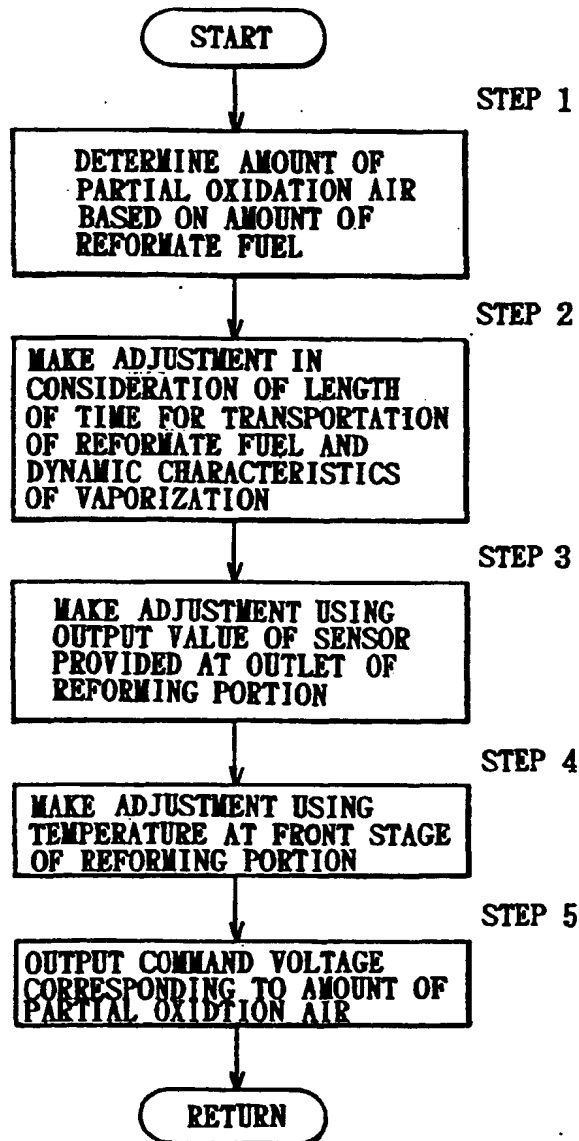 START
STEP 1
DETERMINE AMOUNT OF
PARTIAL OXIDATION AIR
BASED ON AMOUNT OF
REFORMATE FUEL
STEP 2
MAKE ADJUSTMENT IN
CONSIDERATION OF LENGTH
OF TIME FOR TRANSPORTATION
OF REFORMATE FUEL AND
DYNAMIC CHARACTERISTICS
OF VAPORIZATION
STEP 3
MAKE ADJUSTMENT USING
OUTPUT VALUE OF SENSOR
PROVIDED AT OUTLET OF
REFORMING PORTION
STEP 4
MAKE ADJUSTMENT USING
TEMPERATURE AT FRONT STAGE
OF REFORMING PORTION
STEP 5
OUTPUT COMMAND VOLTAGE
CORRESPONDING TO AMOUNT OF
PARTIAL OXIDTION AIR
RETURN